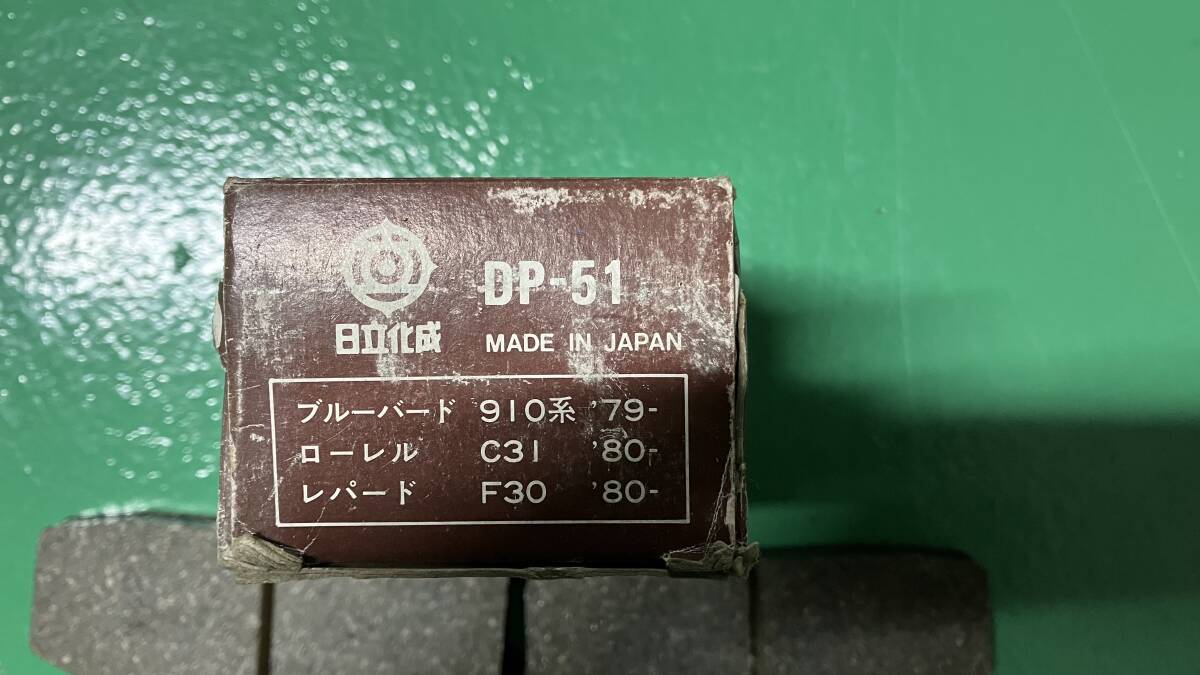 DP-51
日立化成 MADE IN JAPAN
ブルーバード 910系 '79-
ローレル C31 '80-
レパード F30 '80-